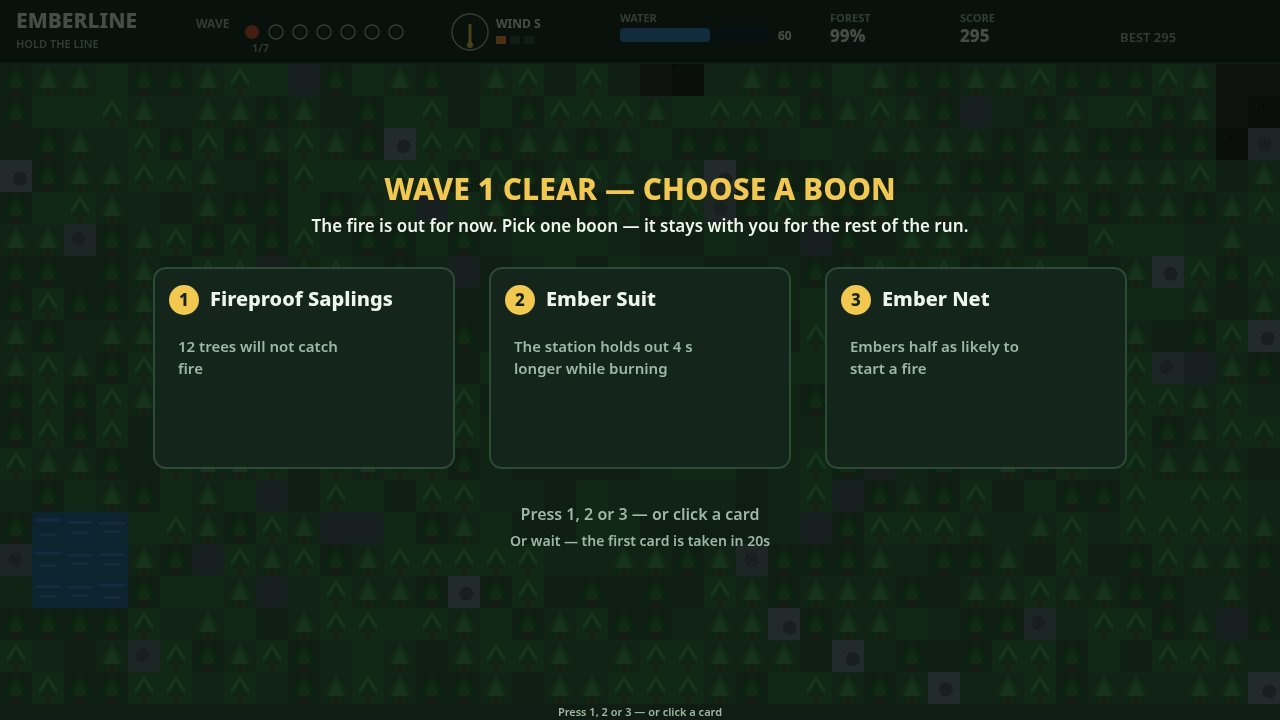 EMBERLINE
HOLD THE LINE
WAVE
1/7
WIND S
WATER
60
FOREST
99%
SCORE
295
BEST 295
WAVE 1 CLEAR — CHOOSE A BOON
The fire is out for now. Pick one boon — it stays with you for the rest of the run.
1 Fireproof Saplings
12 trees will not catch
fire
2 Ember Suit
The station holds out 4 s
longer while burning
3 Ember Net
Embers half as likely to
start a fire
Press 1, 2 or 3 — or click a card
Or wait — the first card is taken in 20s
Press 1, 2 or 3 — or click a card